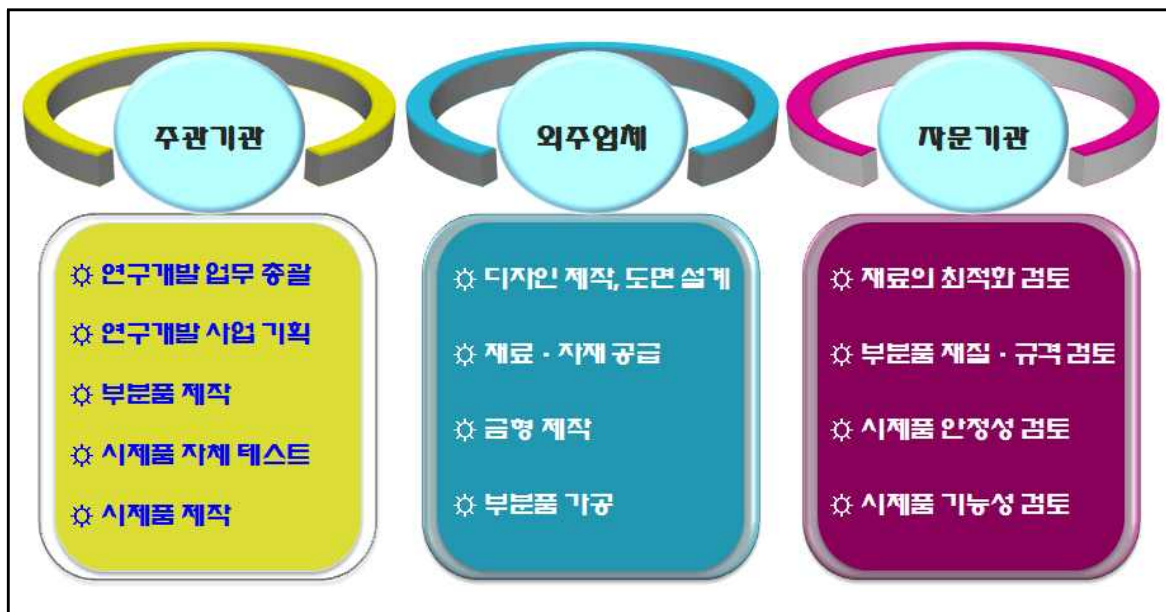 주관기관
☼ 연구개발 업무 총괄
☼ 연구개발 사업 기획
☼ 부분품 제작
☼ 시제품 자체 테스트
☼ 시제품 제작
외주업체
☼ 디자인 제작, 도면 설계
☼ 재료 · 자재 공급
☼ 금형 제작
☼ 부분품 가공
자문기관
☼ 재료의 최적화 검토
☼ 부분품 재질 · 규격 검토
☼ 시제품 안정성 검토
☼ 시제품 기능성 검토